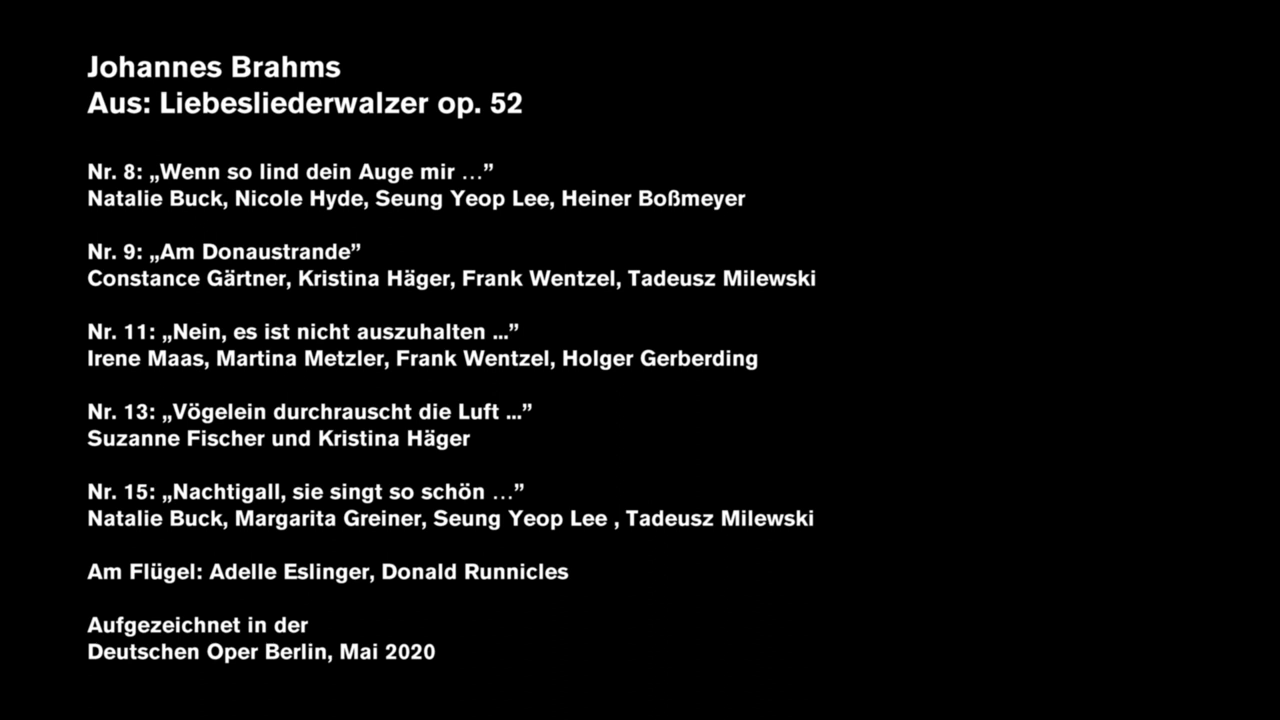 Johannes Brahms
Aus: Liebesliederwalzer op. 52
Nr. 8: „Wenn so lind dein Auge mir …”
Natalie Buck, Nicole Hyde, Seung Yeop Lee, Heiner Boßmeyer
Nr. 9: „Am Donaustrande”
Constance Gärtner, Kristina Häger, Frank Wentzel, Tadeusz Milewski
Nr. 11: „Nein, es ist nicht auszuhalten ...”
Irene Maas, Martina Metzler, Frank Wentzel, Holger Gerberding
Nr. 13: „Vögelein durchrauscht die Luft ...”
Suzanne Fischer und Kristina Häger
Nr. 15: „Nachtigall, sie singt so schön …”
Natalie Buck, Margarita Greiner, Seung Yeop Lee , Tadeusz Milewski
Am Flügel: Adelle Eslinger, Donald Runnicles
Aufgezeichnet in der
Deutschen Oper Berlin, Mai 2020